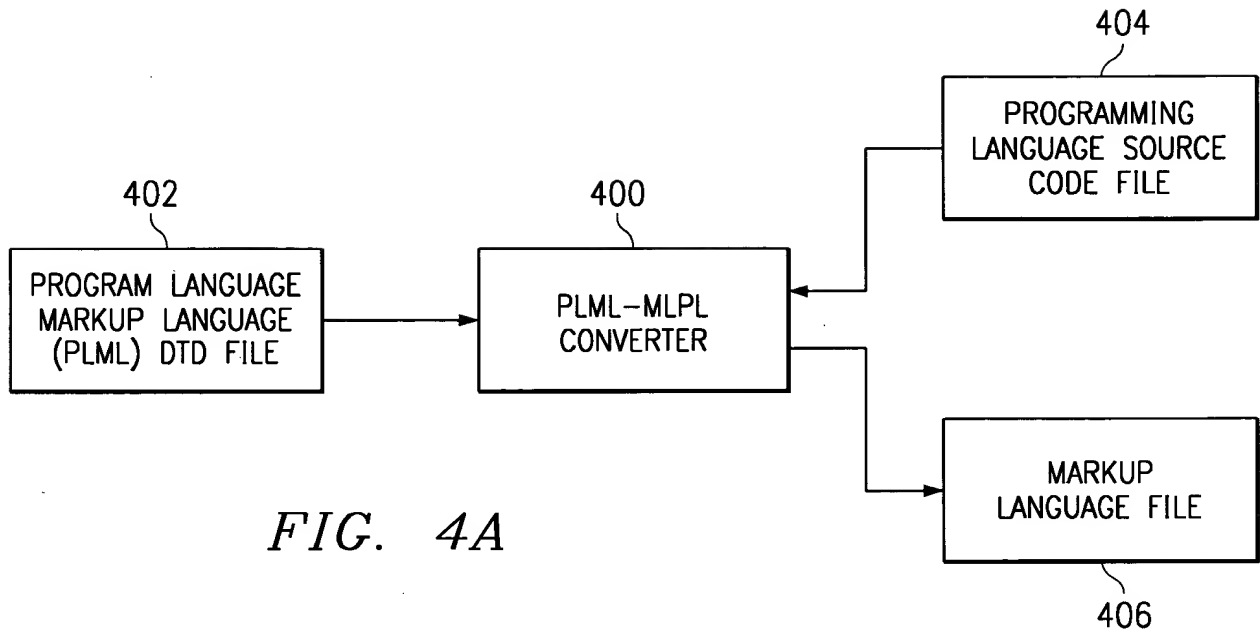 404
PROGRAMMING
LANGUAGE SOURCE
CODE FILE
402
PROGRAM LANGUAGE
MARKUP LANGUAGE
(PLML) DTD FILE
400
PLML-MLPL
CONVERTER
MARKUP
LANGUAGE FILE
406
FIG. 4A